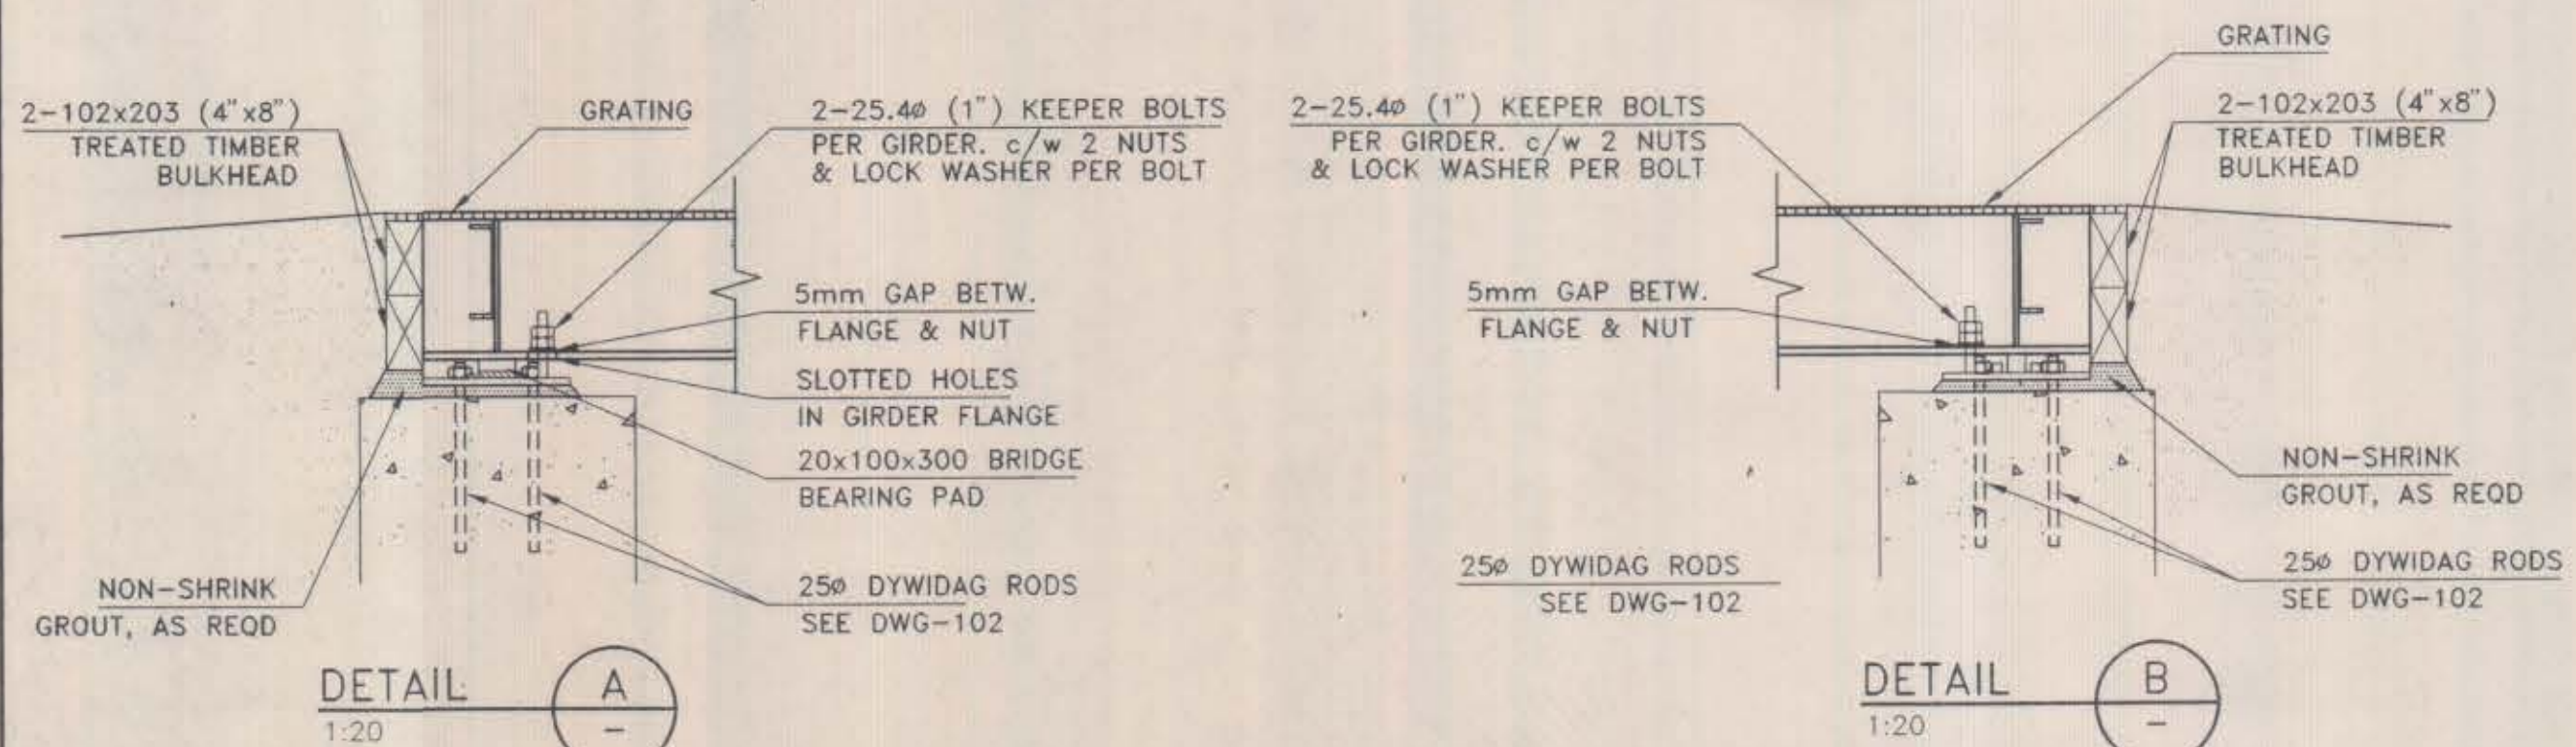 2-102x203 (4"x8")
TREATED TIMBER
BULKHEAD
GRATING
2-25.4ø (1") KEEPER BOLTS
PER GIRDER. c/w 2 NUTS
& LOCK WASHER PER BOLT
5mm GAP BETW.
FLANGE & NUT
SLOTTED HOLES
IN GIRDER FLANGE
20x100x300 BRIDGE
BEARING PAD
25ø DYWIDAG RODS
SEE DWG-102
NON-SHRINK
GROUT, AS REQD
DETAIL A
1:20 -
GRATING
2-25.4ø (1") KEEPER BOLTS
PER GIRDER. c/w 2 NUTS
& LOCK WASHER PER BOLT
2-102x203 (4"x8")
TREATED TIMBER
BULKHEAD
5mm GAP BETW.
FLANGE & NUT
NON-SHRINK
GROUT, AS REQD
25ø DYWIDAG RODS
SEE DWG-102
25ø DYWIDAG RODS
SEE DWG-102
DETAIL B
1:20 -